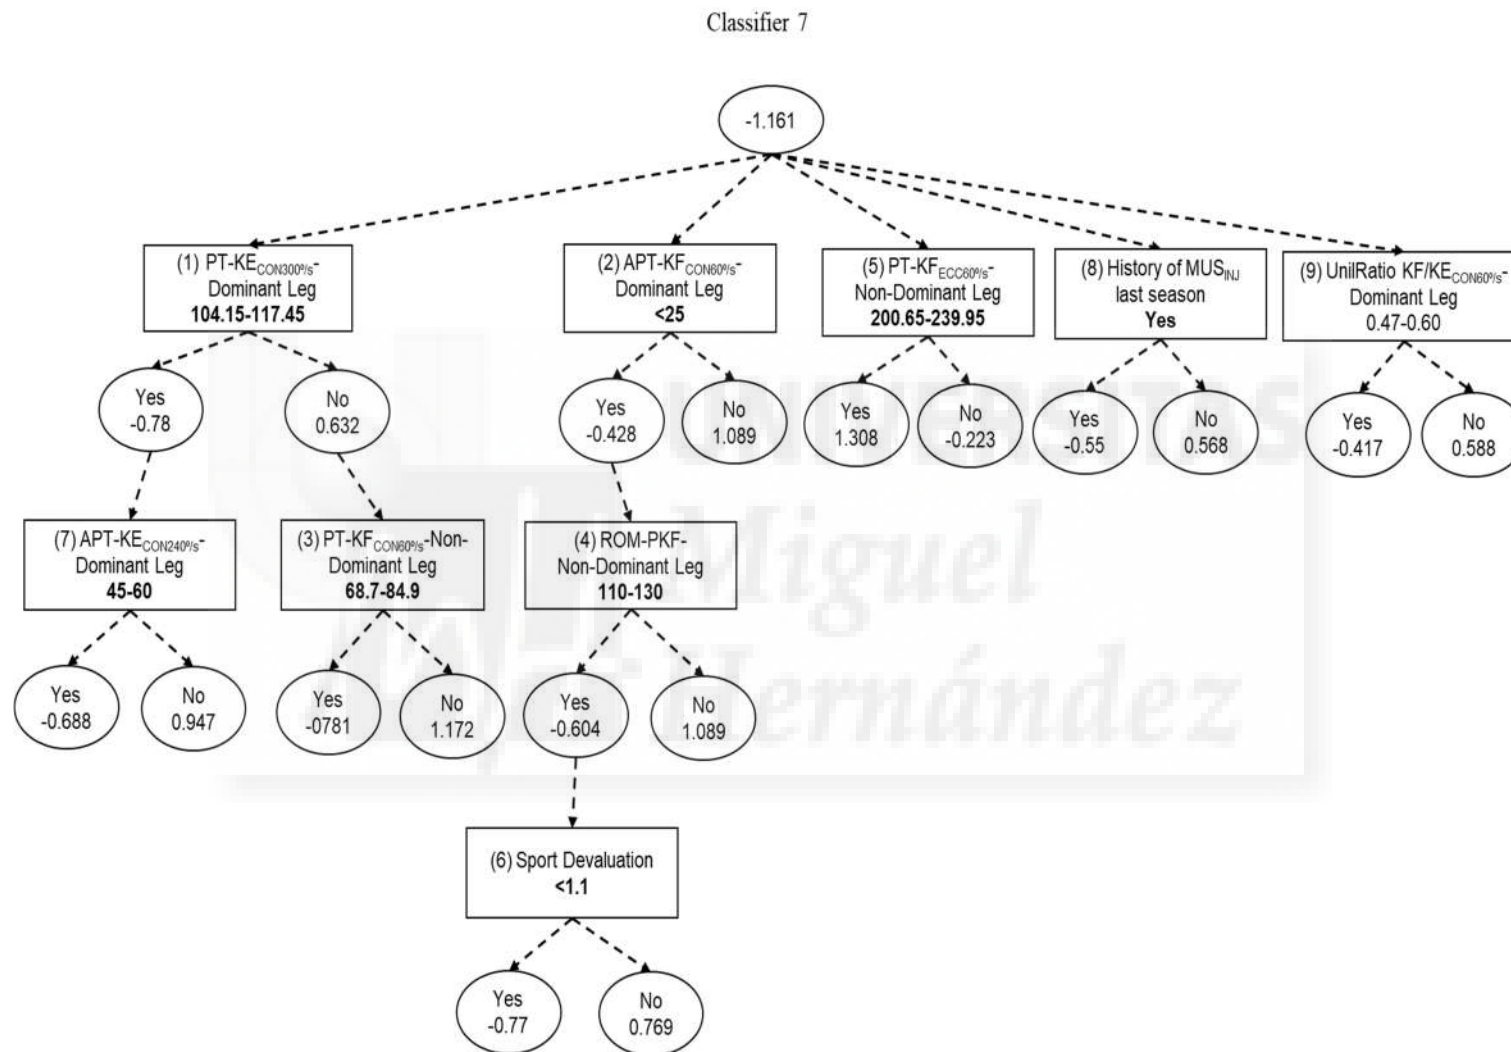 Classifier 7
-1.161
(1) PT-KECON300º/s-
Dominant Leg
104.15-117.45
(2) APT-KFCON60º/s-
Dominant Leg
<25
(5) PT-KFECC60º/s-
Non-Dominant Leg
200.65-239.95
(8) History of MUSINJ
last season
Yes
(9) UnilRatio KF/KECON60º/s-
Dominant Leg
0.47-0.60
Yes
-0.78
No
0.632
Yes
-0.428
No
1.089
Yes
1.308
No
-0.223
Yes
-0.55
No
0.568
Yes
-0.417
No
0.588
(7) APT-KECON240º/s-
Dominant Leg
45-60
(3) PT-KFCON60º/s-Non-
Dominant Leg
68.7-84.9
(4) ROM-PKF-
Non-Dominant Leg
110-130
Yes
-0.688
No
0.947
Yes
-0781
No
1.172
Yes
-0.604
No
1.089
(6) Sport Devaluation
<1.1
Yes
-0.77
No
0.769
UNIVERSITAS
Miguel
Hernández